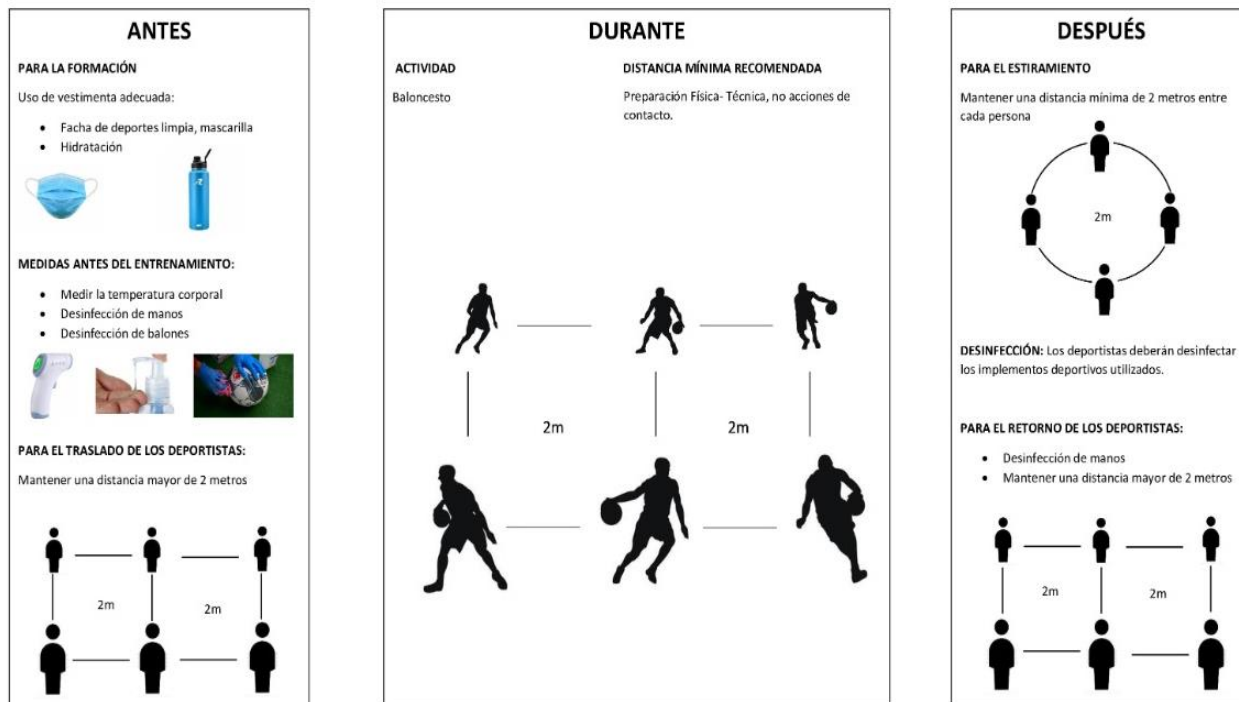 ANTES
PARA LA FORMACIÓN
Uso de vestimenta adecuada:
• Facha de deportes limpia, mascarilla
• Hidratación
MEDIDAS ANTES DEL ENTRENAMIENTO:
• Medir la temperatura corporal
• Desinfección de manos
• Desinfección de balones
PARA EL TRASLADO DE LOS DEPORTISTAS:
Mantener una distancia mayor de 2 metros
2m
2m
DURANTE
ACTIVIDAD
Baloncesto
DISTANCIA MÍNIMA RECOMENDADA
Preparación Física- Técnica, no acciones de
contacto.
2m
2m
DESPUÉS
PARA EL ESTIRAMIENTO
Mantener una distancia mínima de 2 metros entre
cada persona
2m
DESINFECCIÓN: Los deportistas deberán desinfectar
los implementos deportivos utilizados.
PARA EL RETORNO DE LOS DEPORTISTAS:
• Desinfección de manos
• Mantener una distancia mayor de 2 metros
2m
2m